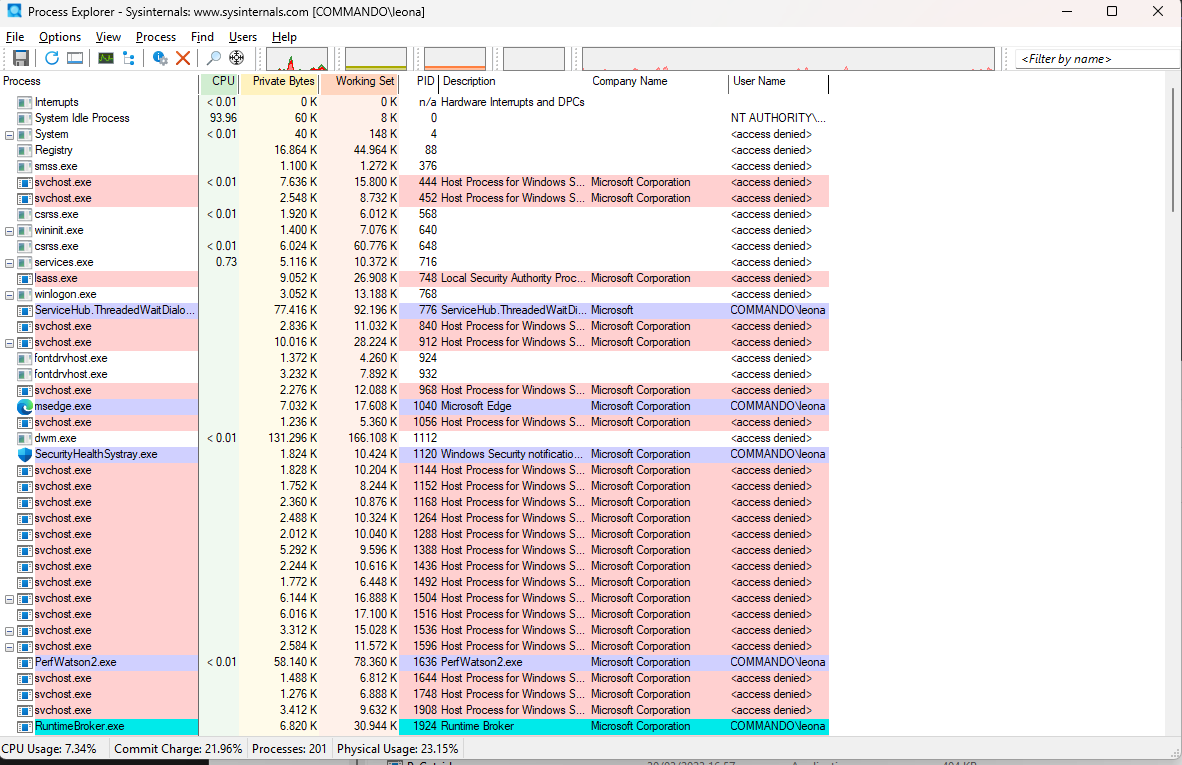 Process Explorer - Sysinternals: www.sysinternals.com [COMMANDO\leona]
File Options View Process Find Users Help
<Filter by name>
Process CPU Private Bytes Working Set PID Description Company Name User Name
Interrupts < 0.01 0 K 0 K n/a Hardware Interrupts and DPCs
System Idle Process 93.96 60 K 8 K 0 NT AUTHORITY\...
System < 0.01 40 K 148 K 4 <access denied>
Registry 16.864 K 44.964 K 88 <access denied>
smss.exe 1.100 K 1.272 K 376 <access denied>
svchost.exe < 0.01 7.636 K 15.800 K 444 Host Process for Windows S... Microsoft Corporation <access denied>
svchost.exe 2.548 K 8.732 K 452 Host Process for Windows S... Microsoft Corporation <access denied>
csrss.exe < 0.01 1.920 K 6.012 K 568 <access denied>
wininit.exe 1.400 K 7.076 K 640 <access denied>
csrss.exe < 0.01 6.024 K 60.776 K 648 <access denied>
services.exe 0.73 5.116 K 10.372 K 716 <access denied>
lsass.exe 9.052 K 26.908 K 748 Local Security Authority Proc... Microsoft Corporation <access denied>
winlogon.exe 3.052 K 13.188 K 768 <access denied>
ServiceHub.ThreadedWaitDialo... 77.416 K 92.196 K 776 ServiceHub.ThreadedWaitDi... Microsoft COMMANDO\leona
svchost.exe 2.836 K 11.032 K 840 Host Process for Windows S... Microsoft Corporation <access denied>
svchost.exe 10.016 K 28.224 K 912 Host Process for Windows S... Microsoft Corporation <access denied>
fontdrvhost.exe 1.372 K 4.260 K 924 <access denied>
fontdrvhost.exe 3.232 K 7.892 K 932 <access denied>
svchost.exe 2.276 K 12.088 K 968 Host Process for Windows S... Microsoft Corporation <access denied>
msedge.exe 7.032 K 17.608 K 1040 Microsoft Edge Microsoft Corporation COMMANDO\leona
svchost.exe 1.236 K 5.360 K 1056 Host Process for Windows S... Microsoft Corporation <access denied>
dwm.exe < 0.01 131.296 K 166.108 K 1112 <access denied>
SecurityHealthSystray.exe 1.824 K 10.424 K 1120 Windows Security notificatio... Microsoft Corporation COMMANDO\leona
svchost.exe 1.828 K 10.204 K 1144 Host Process for Windows S... Microsoft Corporation <access denied>
svchost.exe 1.752 K 8.244 K 1152 Host Process for Windows S... Microsoft Corporation <access denied>
svchost.exe 2.360 K 10.876 K 1168 Host Process for Windows S... Microsoft Corporation <access denied>
svchost.exe 2.488 K 10.324 K 1264 Host Process for Windows S... Microsoft Corporation <access denied>
svchost.exe 2.012 K 10.040 K 1288 Host Process for Windows S... Microsoft Corporation <access denied>
svchost.exe 5.292 K 9.596 K 1388 Host Process for Windows S... Microsoft Corporation <access denied>
svchost.exe 2.244 K 10.616 K 1436 Host Process for Windows S... Microsoft Corporation <access denied>
svchost.exe 1.772 K 6.448 K 1492 Host Process for Windows S... Microsoft Corporation <access denied>
svchost.exe 6.144 K 16.888 K 1504 Host Process for Windows S... Microsoft Corporation <access denied>
svchost.exe 6.016 K 17.100 K 1516 Host Process for Windows S... Microsoft Corporation <access denied>
svchost.exe 3.312 K 15.028 K 1536 Host Process for Windows S... Microsoft Corporation <access denied>
svchost.exe 2.584 K 11.572 K 1596 Host Process for Windows S... Microsoft Corporation <access denied>
PerfWatson2.exe < 0.01 58.140 K 78.360 K 1636 PerfWatson2.exe Microsoft Corporation COMMANDO\leona
svchost.exe 1.488 K 6.812 K 1644 Host Process for Windows S... Microsoft Corporation <access denied>
svchost.exe 1.276 K 6.888 K 1748 Host Process for Windows S... Microsoft Corporation <access denied>
svchost.exe 3.412 K 9.632 K 1908 Host Process for Windows S... Microsoft Corporation <access denied>
RuntimeBroker.exe 6.820 K 30.944 K 1924 Runtime Broker Microsoft Corporation COMMANDO\leona
CPU Usage: 7.34% Commit Charge: 21.96% Processes: 201 Physical Usage: 23.15%